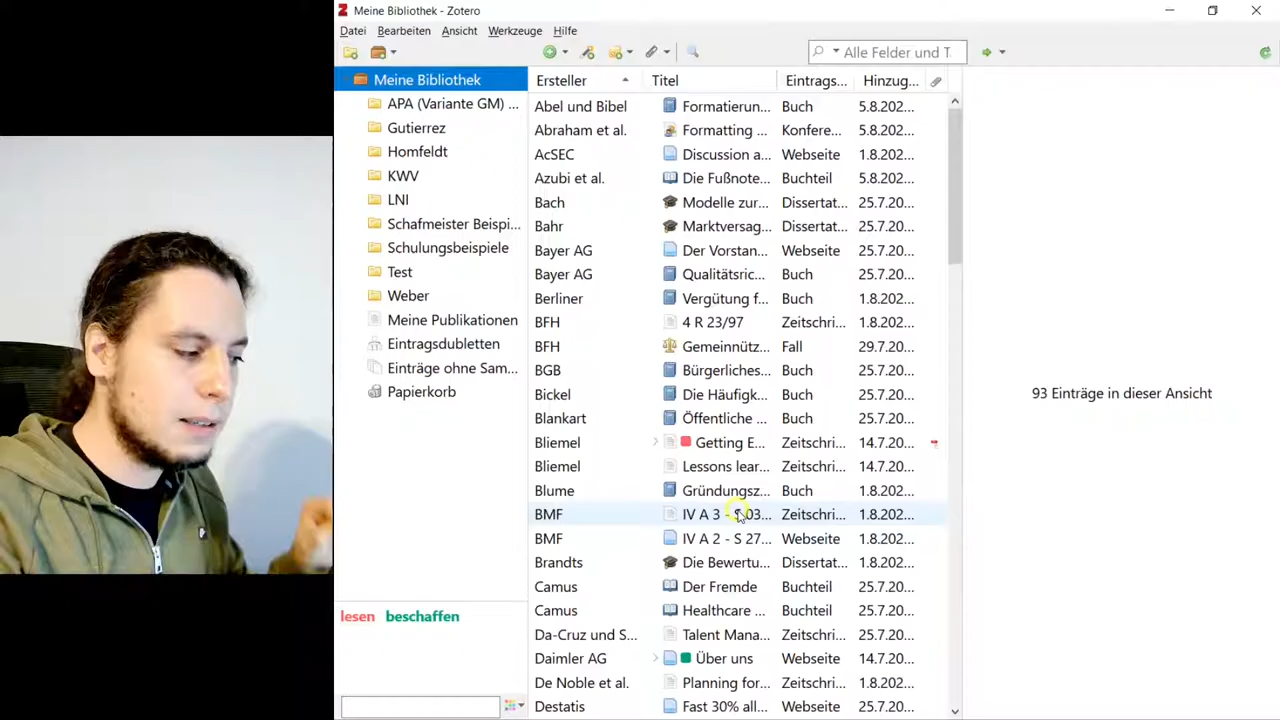 Meine Bibliothek - Zotero
Datei Bearbeiten Ansicht Werkzeuge Hilfe
Alle Felder und T
Meine Bibliothek
APA (Variante GM) ...
Gutierrez
Homfeldt
KWV
LNI
Schafmeister Beispi...
Schulungsbeispiele
Test
Weber
Meine Publikationen
Eintragsdubletten
Einträge ohne Sam...
Papierkorb
lesen beschaffen
Ersteller Titel Eintrags... Hinzug...
Abel und Bibel Formatierun... Buch 5.8.202...
Abraham et al. Formatting ... Konfere... 5.8.202...
AcSEC Discussion a... Webseite 1.8.202...
Azubi et al. Die Fußnote... Buchteil 5.8.202...
Bach Modelle zur... Dissertat... 25.7.20...
Bahr Marktversag... Dissertat... 25.7.20...
Bayer AG Der Vorstan... Webseite 25.7.20...
Bayer AG Qualitätsric... Buch 25.7.20...
Berliner Vergütung f... Buch 1.8.202...
BFH 4 R 23/97 Zeitschri... 1.8.202...
BFH Gemeinnütz... Fall 29.7.20...
BGB Bürgerliches... Buch 25.7.20...
Bickel Die Häufigk... Buch 25.7.20...
Blankart Öffentliche ... Buch 25.7.20...
Bliemel Getting E... Zeitschri... 14.7.20...
Bliemel Lessons lear... Zeitschri... 14.7.20...
Blume Gründungsz... Buch 1.8.202...
BMF IV A 3 - 03... Zeitschri... 1.8.202...
BMF IV A 2 - S 27... Webseite 1.8.202...
Brandts Die Bewertu... Dissertat... 25.7.20...
Camus Der Fremde Buchteil 25.7.20...
Camus Healthcare ... Buchteil 25.7.20...
Da-Cruz und S... Talent Mana... Zeitschri... 25.7.20...
Daimler AG Über uns Webseite 14.7.20...
De Noble et al. Planning for... Zeitschri... 1.8.202...
Destatis Fast 30% all... Webseite 25.7.20...
93 Einträge in dieser Ansicht